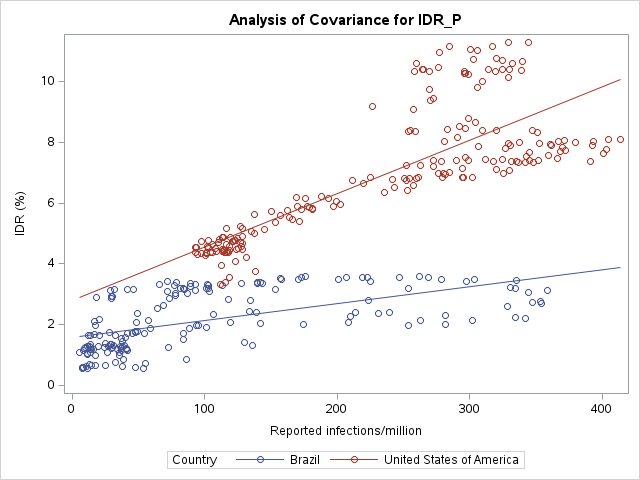 Analysis of Covariance for IDR_P
IDR (%)
10
8
6
4
2
0
0 100 200 300 400
Reported infections/million
Country Brazil United States of America